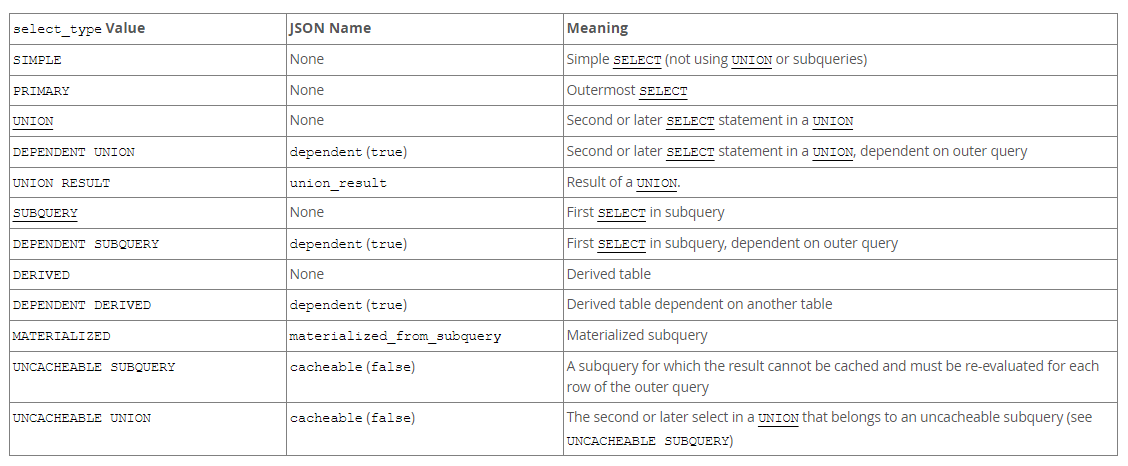 select_type Value JSON Name Meaning
SIMPLE None Simple SELECT (not using UNION or subqueries)
PRIMARY None Outermost SELECT
UNION None Second or later SELECT statement in a UNION
DEPENDENT UNION dependent (true) Second or later SELECT statement in a UNION, dependent on outer query
UNION RESULT union_result Result of a UNION.
SUBQUERY None First SELECT in subquery
DEPENDENT SUBQUERY dependent (true) First SELECT in subquery, dependent on outer query
DERIVED None Derived table
DEPENDENT DERIVED dependent (true) Derived table dependent on another table
MATERIALIZED materialized_from_subquery Materialized subquery
UNCACHEABLE SUBQUERY cacheable (false) A subquery for which the result cannot be cached and must be re-evaluated for each
row of the outer query
UNCACHEABLE UNION cacheable (false) The second or later select in a UNION that belongs to an uncacheable subquery (see
UNCACHEABLE SUBQUERY)